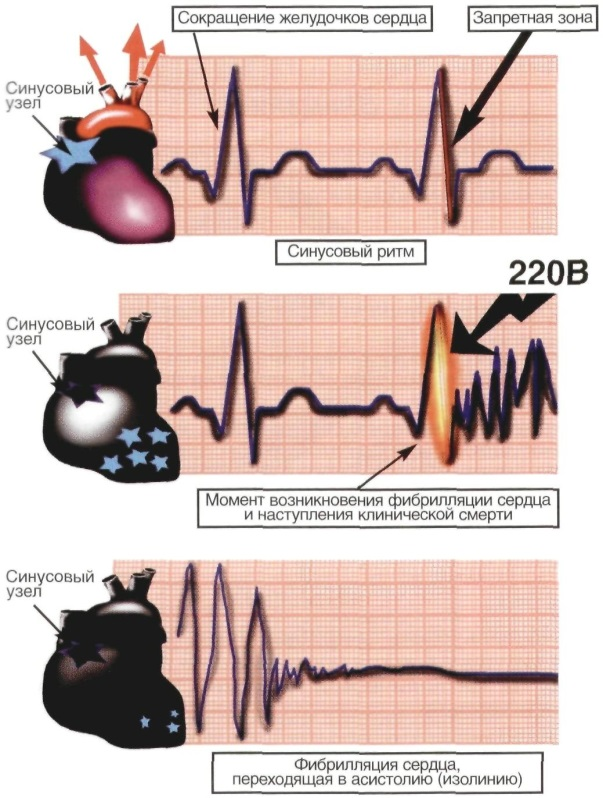 Сокращение желудочков сердца
Запретная зона
Синусовый
узел
Синусовый ритм
220В
Синусовый
узел
Момент возникновения фибрилляции сердца
и наступления клинической смерти
Синусовый
узел
Фибрилляция сердца,
переходящая в асистолию (изолинию)